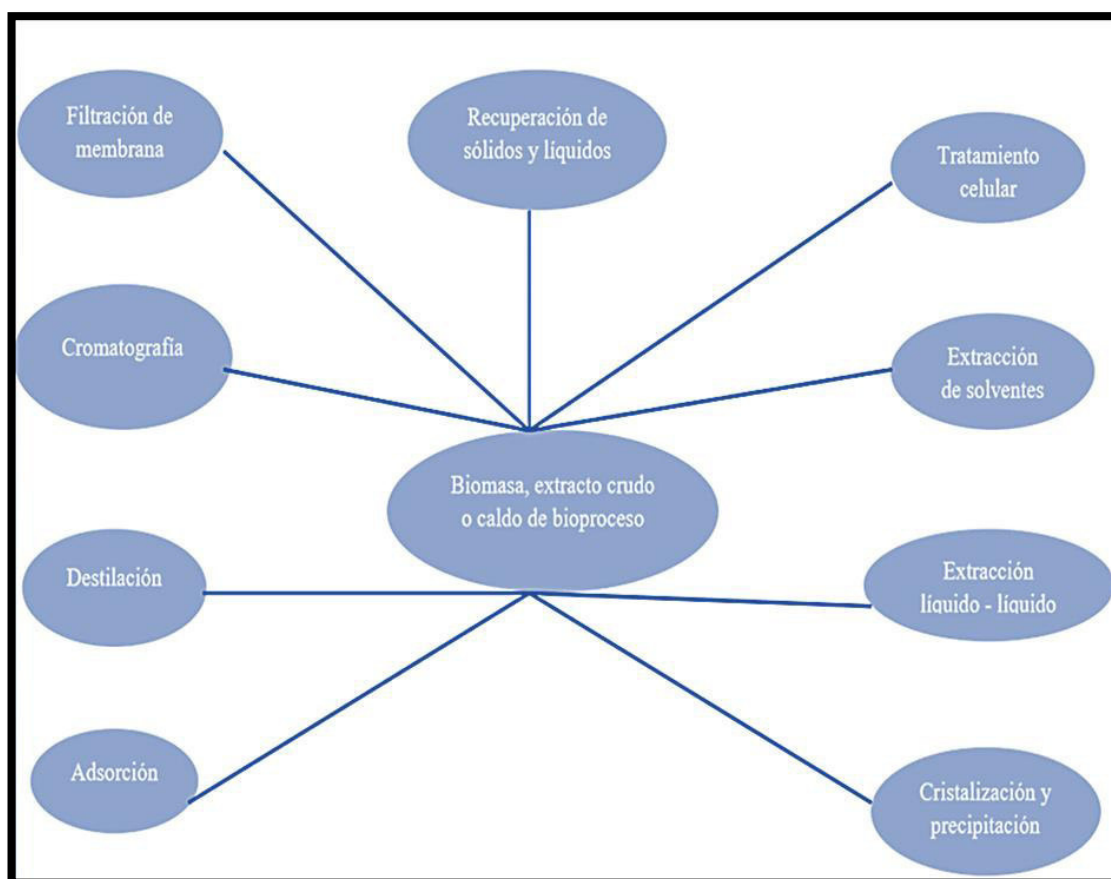 Filtración de
membrana
Recuperación de
sólidos y líquidos
Tratamiento
celular
Cromatografía
Extracción
de solventes
Biomasa, extracto crudo
o caldo de bioproceso
Destilación
Extracción
líquido - líquido
Adsorción
Cristalización y
precipitación